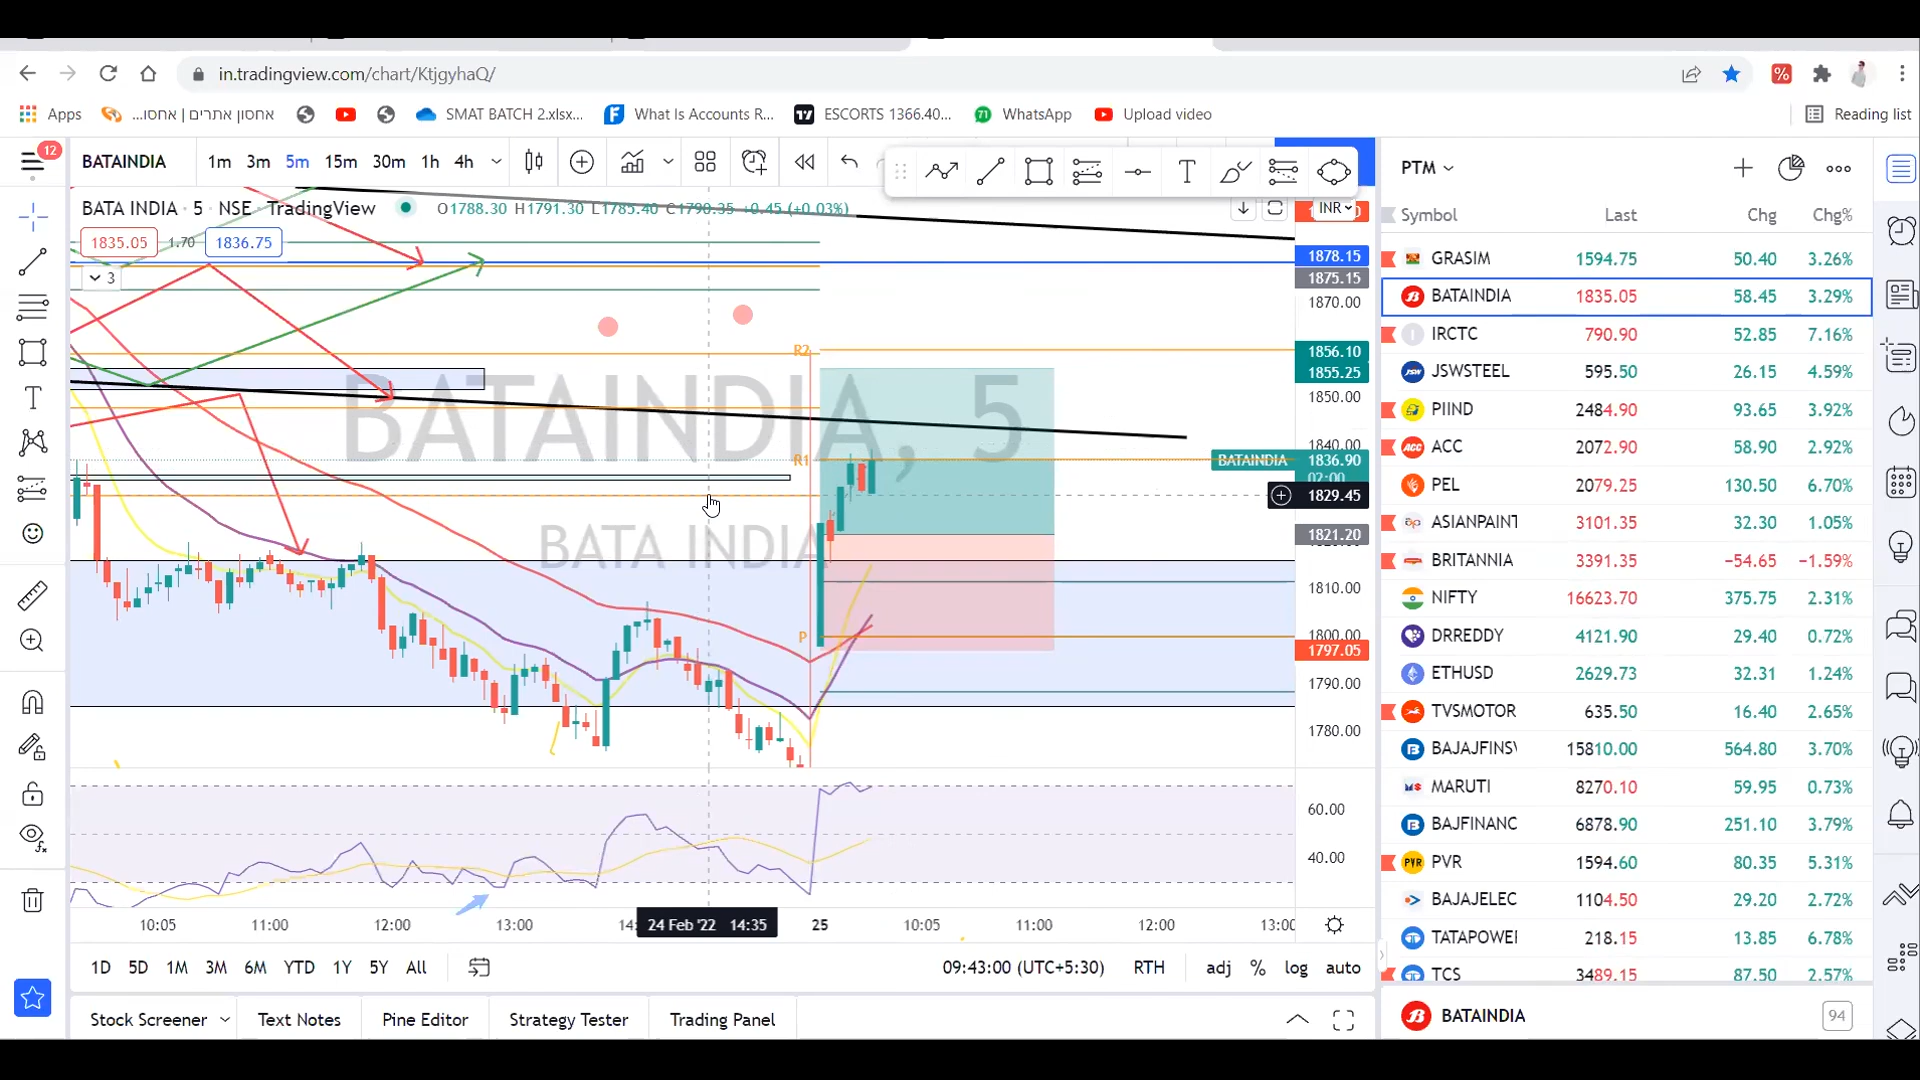 in.tradingview.com/chart/KtjgyhaQ/
Apps
אחסון אתרים | אחסו...
SMAT BATCH 2.xlsx...
What Is Accounts R...
ESCORTS 1366.40...
WhatsApp
Upload video
Reading list
12
BATAINDIA
1m 3m 5m 15m 30m 1h 4h
PTM
BATA INDIA · 5 · NSE · TradingView
O1788.30 H1791.30 L1785.40 C1790.35 +0.45 (+0.03%)
INR
1835.05
1.70
1836.75
3
BATAINDIA, 5
BATA INDIA
R2
R1
P
1878.15
1875.15
1870.00
1856.10
1855.25
1850.00
1840.00
BATAINDIA 1836.90
02:00
1829.45
1821.20
1810.00
1800.00
1797.05
1790.00
1780.00
60.00
40.00
10:05 11:00 12:00 13:00 24 Feb '22 14:35 25 10:05 11:00 12:00
1D 5D 1M 3M 6M YTD 1Y 5Y All
09:43:00 (UTC+5:30) RTH adj % log auto
Stock Screener Text Notes Pine Editor Strategy Tester Trading Panel
Symbol Last Chg Chg%
GRASIM 1594.75 50.40 3.26%
BATAINDIA 1835.05 58.45 3.29%
IRCTC 790.90 52.85 7.16%
JSWSTEEL 595.50 26.15 4.59%
PIIND 2484.90 93.65 3.92%
ACC 2072.90 58.90 2.92%
PEL 2079.25 130.50 6.70%
ASIANPAINT 3101.35 32.30 1.05%
BRITANNIA 3391.35 −54.65 −1.59%
NIFTY 16623.70 375.75 2.31%
DRREDDY 4121.90 29.40 0.72%
ETHUSD 2629.73 32.31 1.24%
TVSMOTOR 635.50 16.40 2.65%
BAJAJFINSV 15810.00 564.80 3.70%
MARUTI 8270.10 59.95 0.73%
BAJFINANC 6878.90 251.10 3.79%
PVR 1594.60 80.35 5.31%
BAJAJELEC 1104.50 29.20 2.72%
TATAPOWE 218.15 13.85 6.78%
TCS 3489.15 87.50 2.57%
BATAINDIA 94